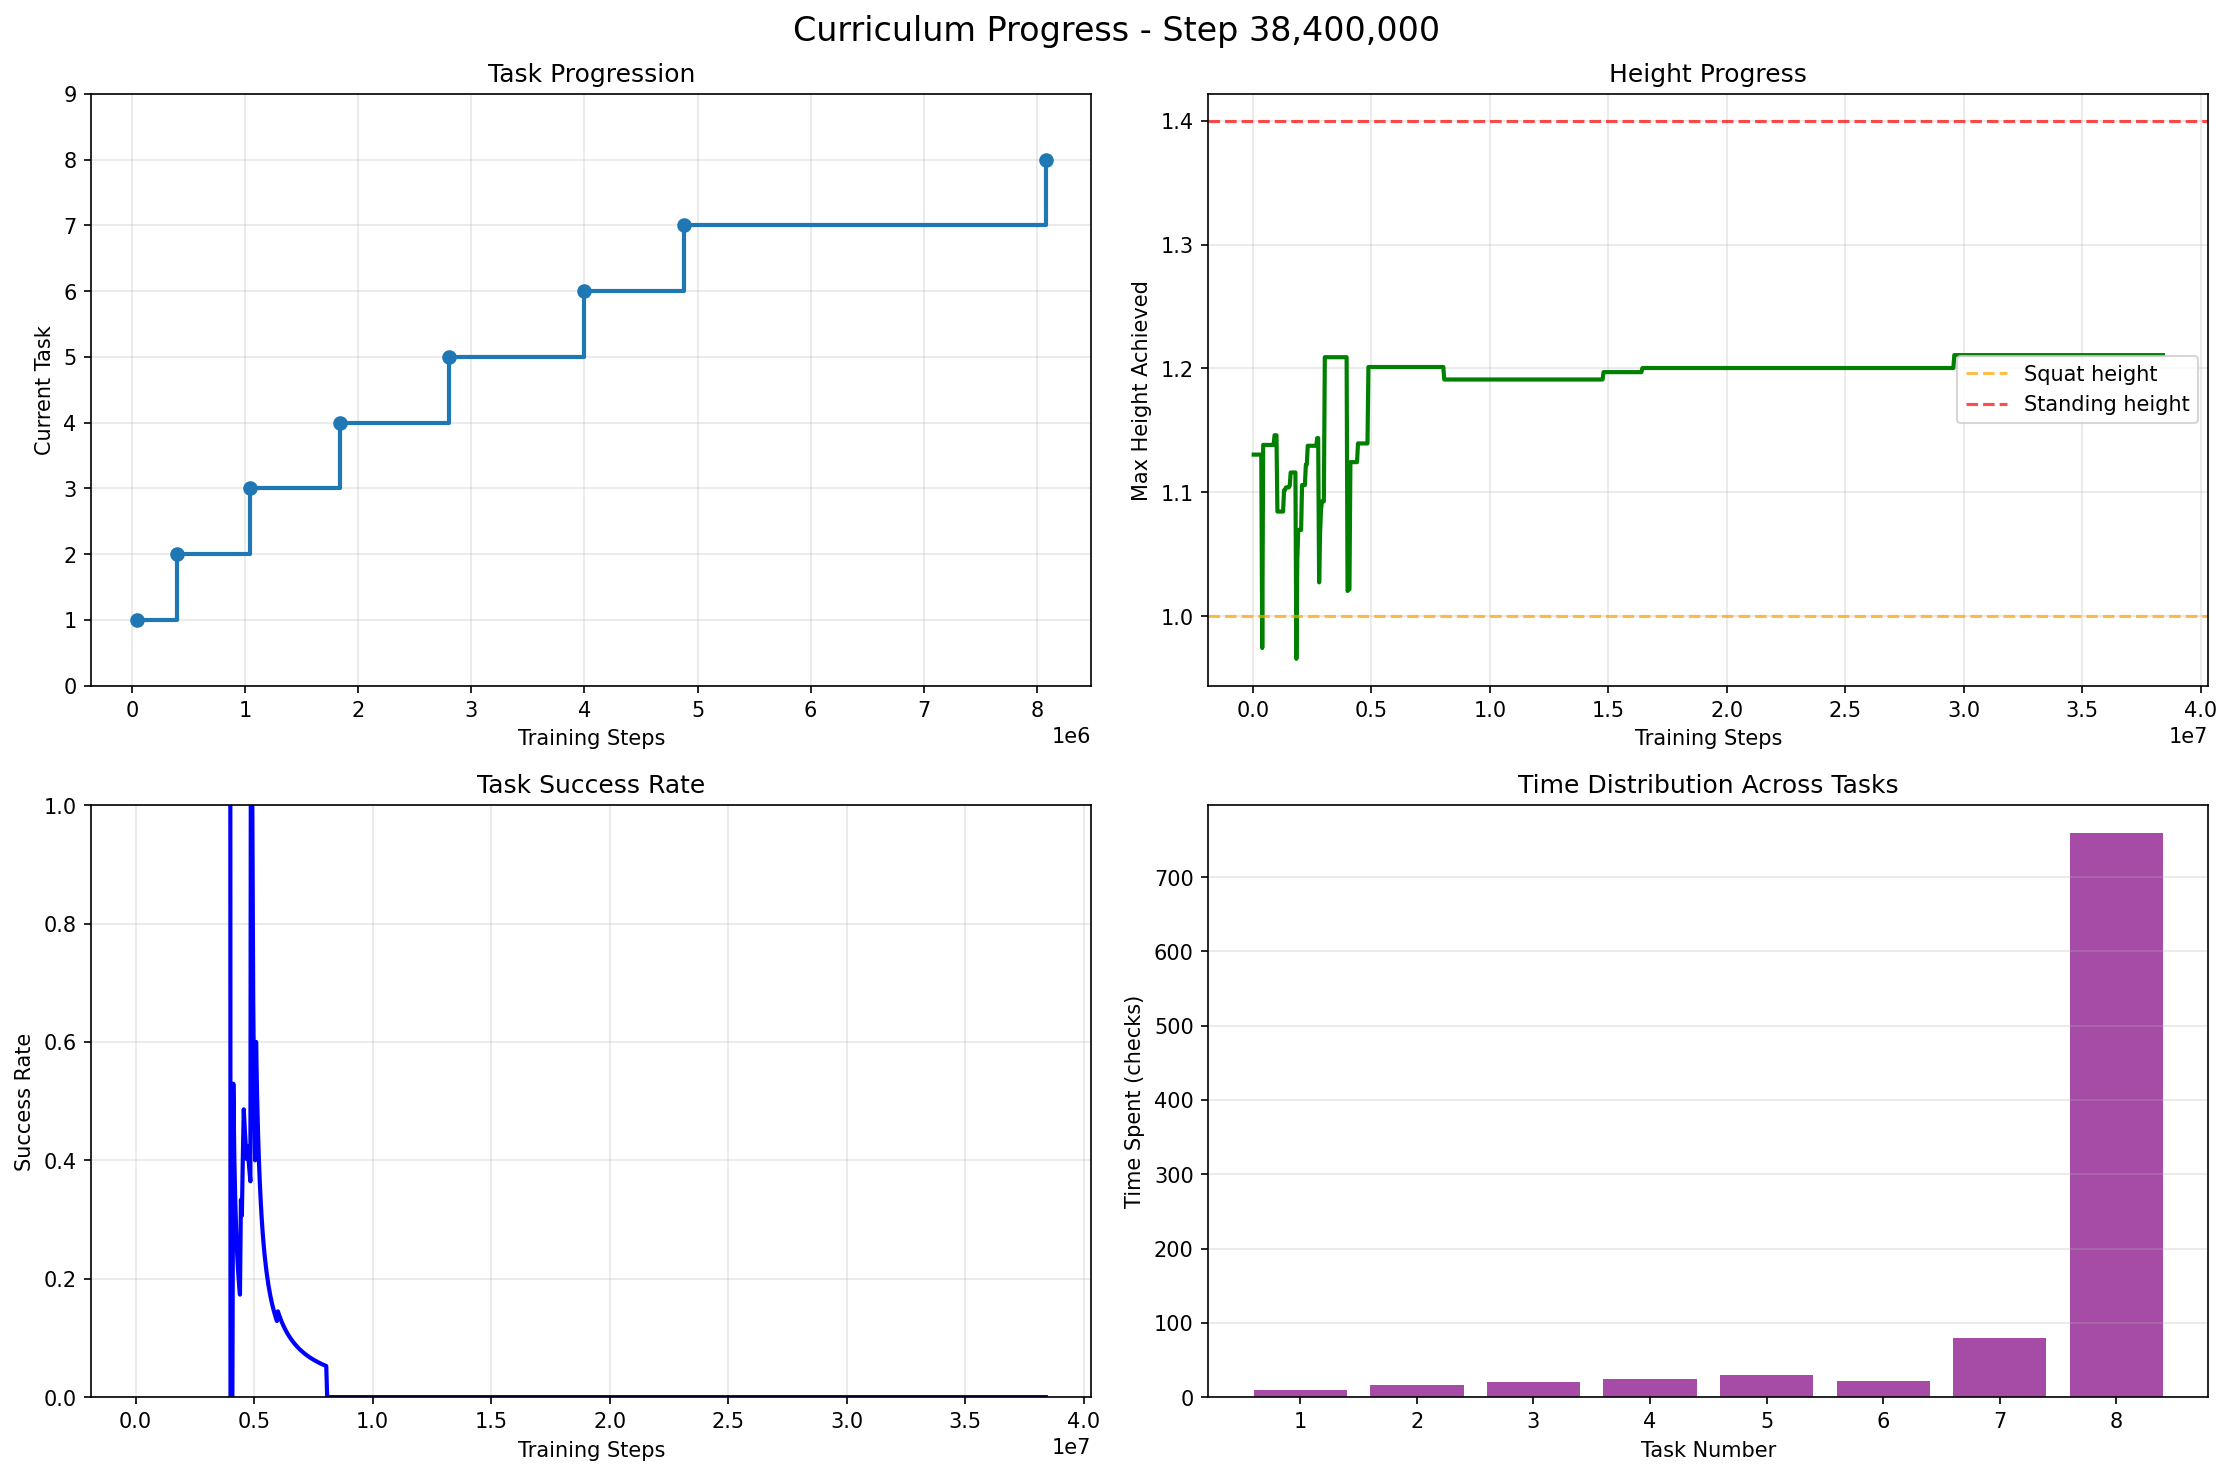 Curriculum Progress - Step 38,400,000
Task Progression
Current Task
9
8
7
6
5
4
3
2
1
0
0 1 2 3 4 5 6 7 8
1e6
Training Steps
Height Progress
Max Height Achieved
1.4
1.3
1.2
1.1
1.0
Squat height
Standing height
0.0 0.5 1.0 1.5 2.0 2.5 3.0 3.5 4.0
1e7
Training Steps
Task Success Rate
Success Rate
1.0
0.8
0.6
0.4
0.2
0.0
0.0 0.5 1.0 1.5 2.0 2.5 3.0 3.5 4.0
1e7
Training Steps
Time Distribution Across Tasks
Time Spent (checks)
700
600
500
400
300
200
100
0
1 2 3 4 5 6 7 8
Task Number